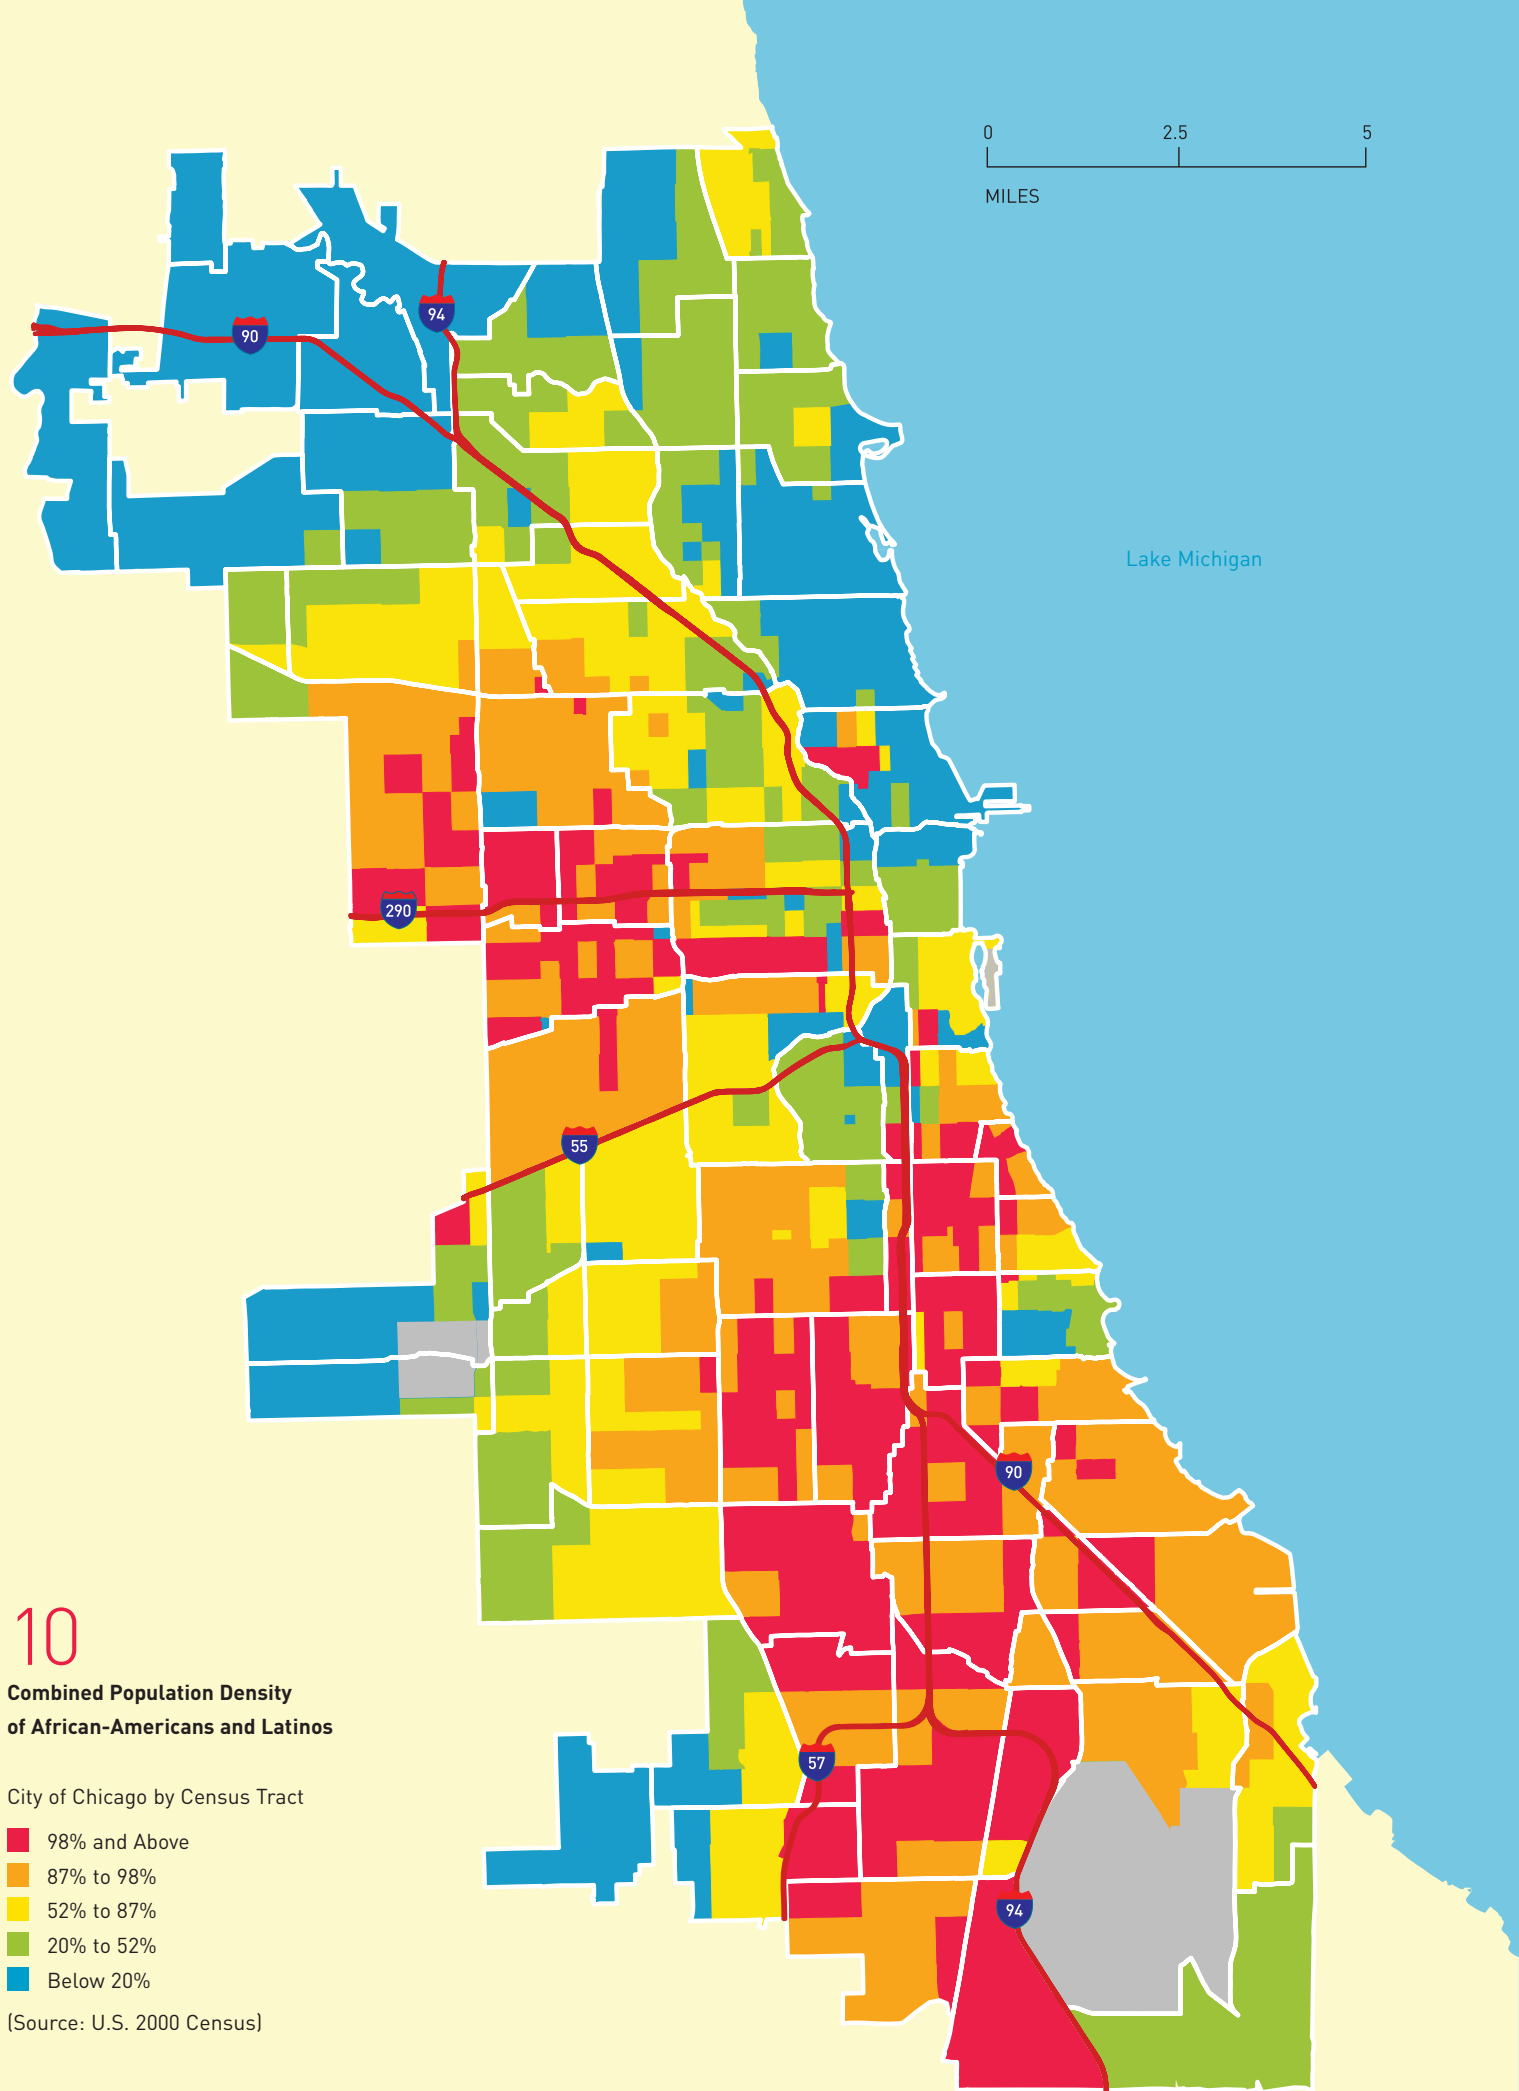 0 2.5 5
MILES
94
90
Lake Michigan
290
55
90
57
94
10
Combined Population Density
of African-Americans and Latinos
City of Chicago by Census Tract
98% and Above
87% to 98%
52% to 87%
20% to 52%
Below 20%
(Source: U.S. 2000 Census)